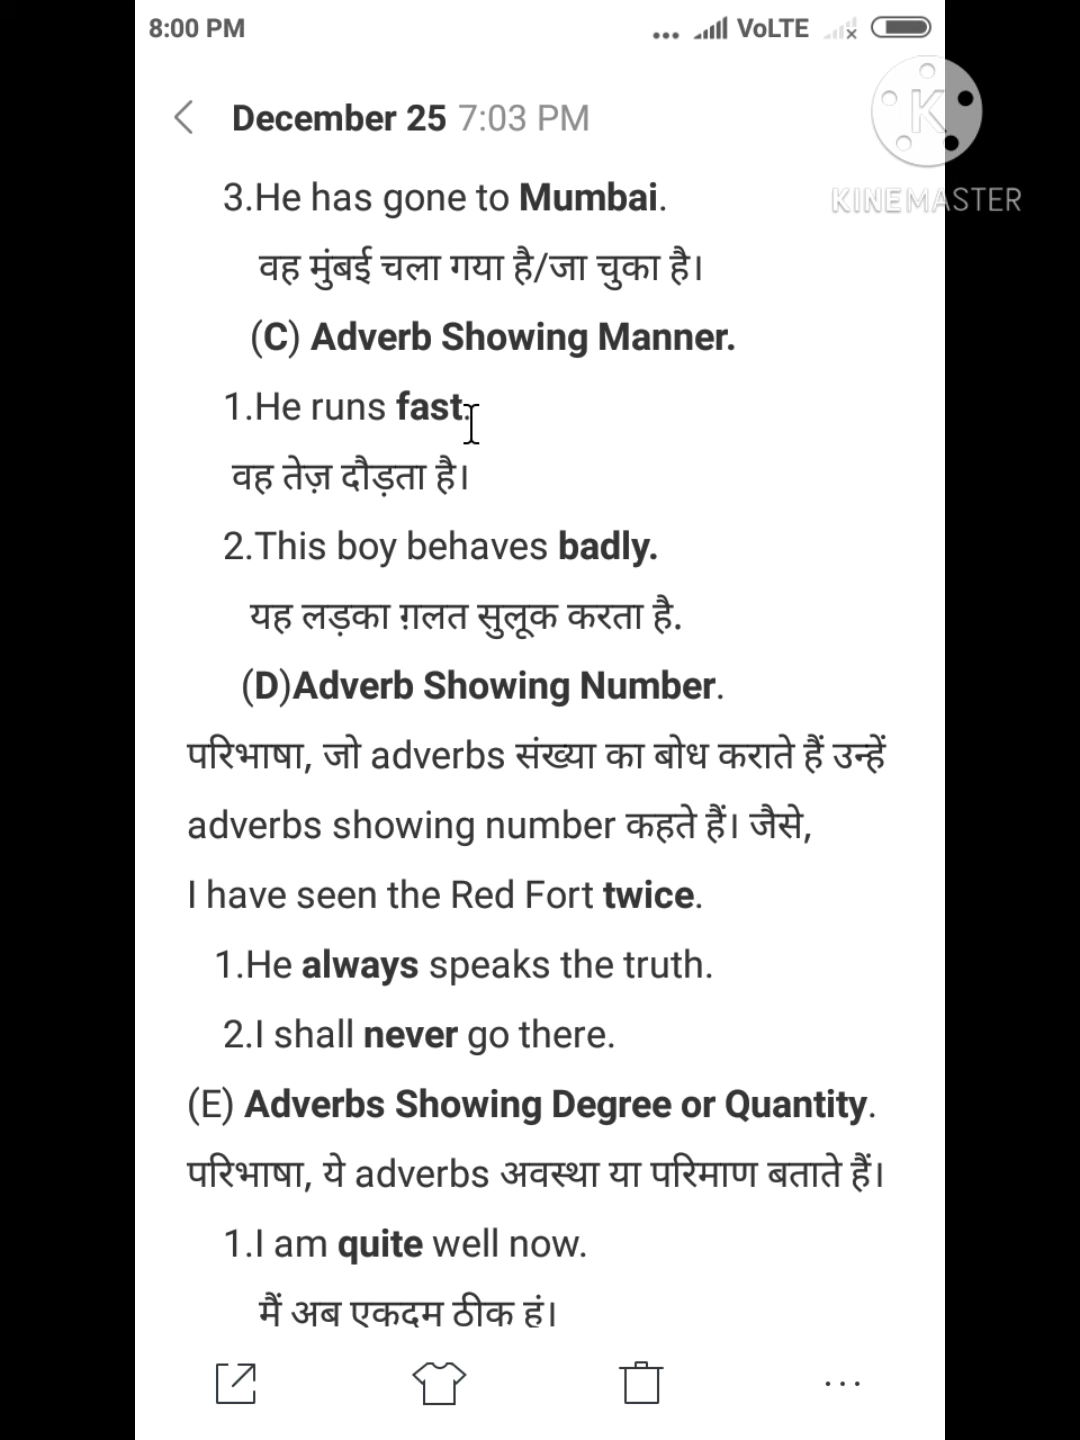 8:00 PM
... VoLTE
December 25 7:03 PM
K
KINEMASTER
3.He has gone to Mumbai.
वह मुंबई चला गया है/जा चुका है।
(C) Adverb Showing Manner.
1.He runs fast.
वह तेज़ दौड़ता है।
2.This boy behaves badly.
यह लड़का ग़लत सुलूक करता है.
(D)Adverb Showing Number.
परिभाषा, जो adverbs संख्या का बोध कराते हैं उन्हें
adverbs showing number कहते हैं। जैसे,
I have seen the Red Fort twice.
1.He always speaks the truth.
2.I shall never go there.
(E) Adverbs Showing Degree or Quantity.
परिभाषा, ये adverbs अवस्था या परिमाण बताते हैं।
1.I am quite well now.
मैं अब एकदम ठीक हूं।